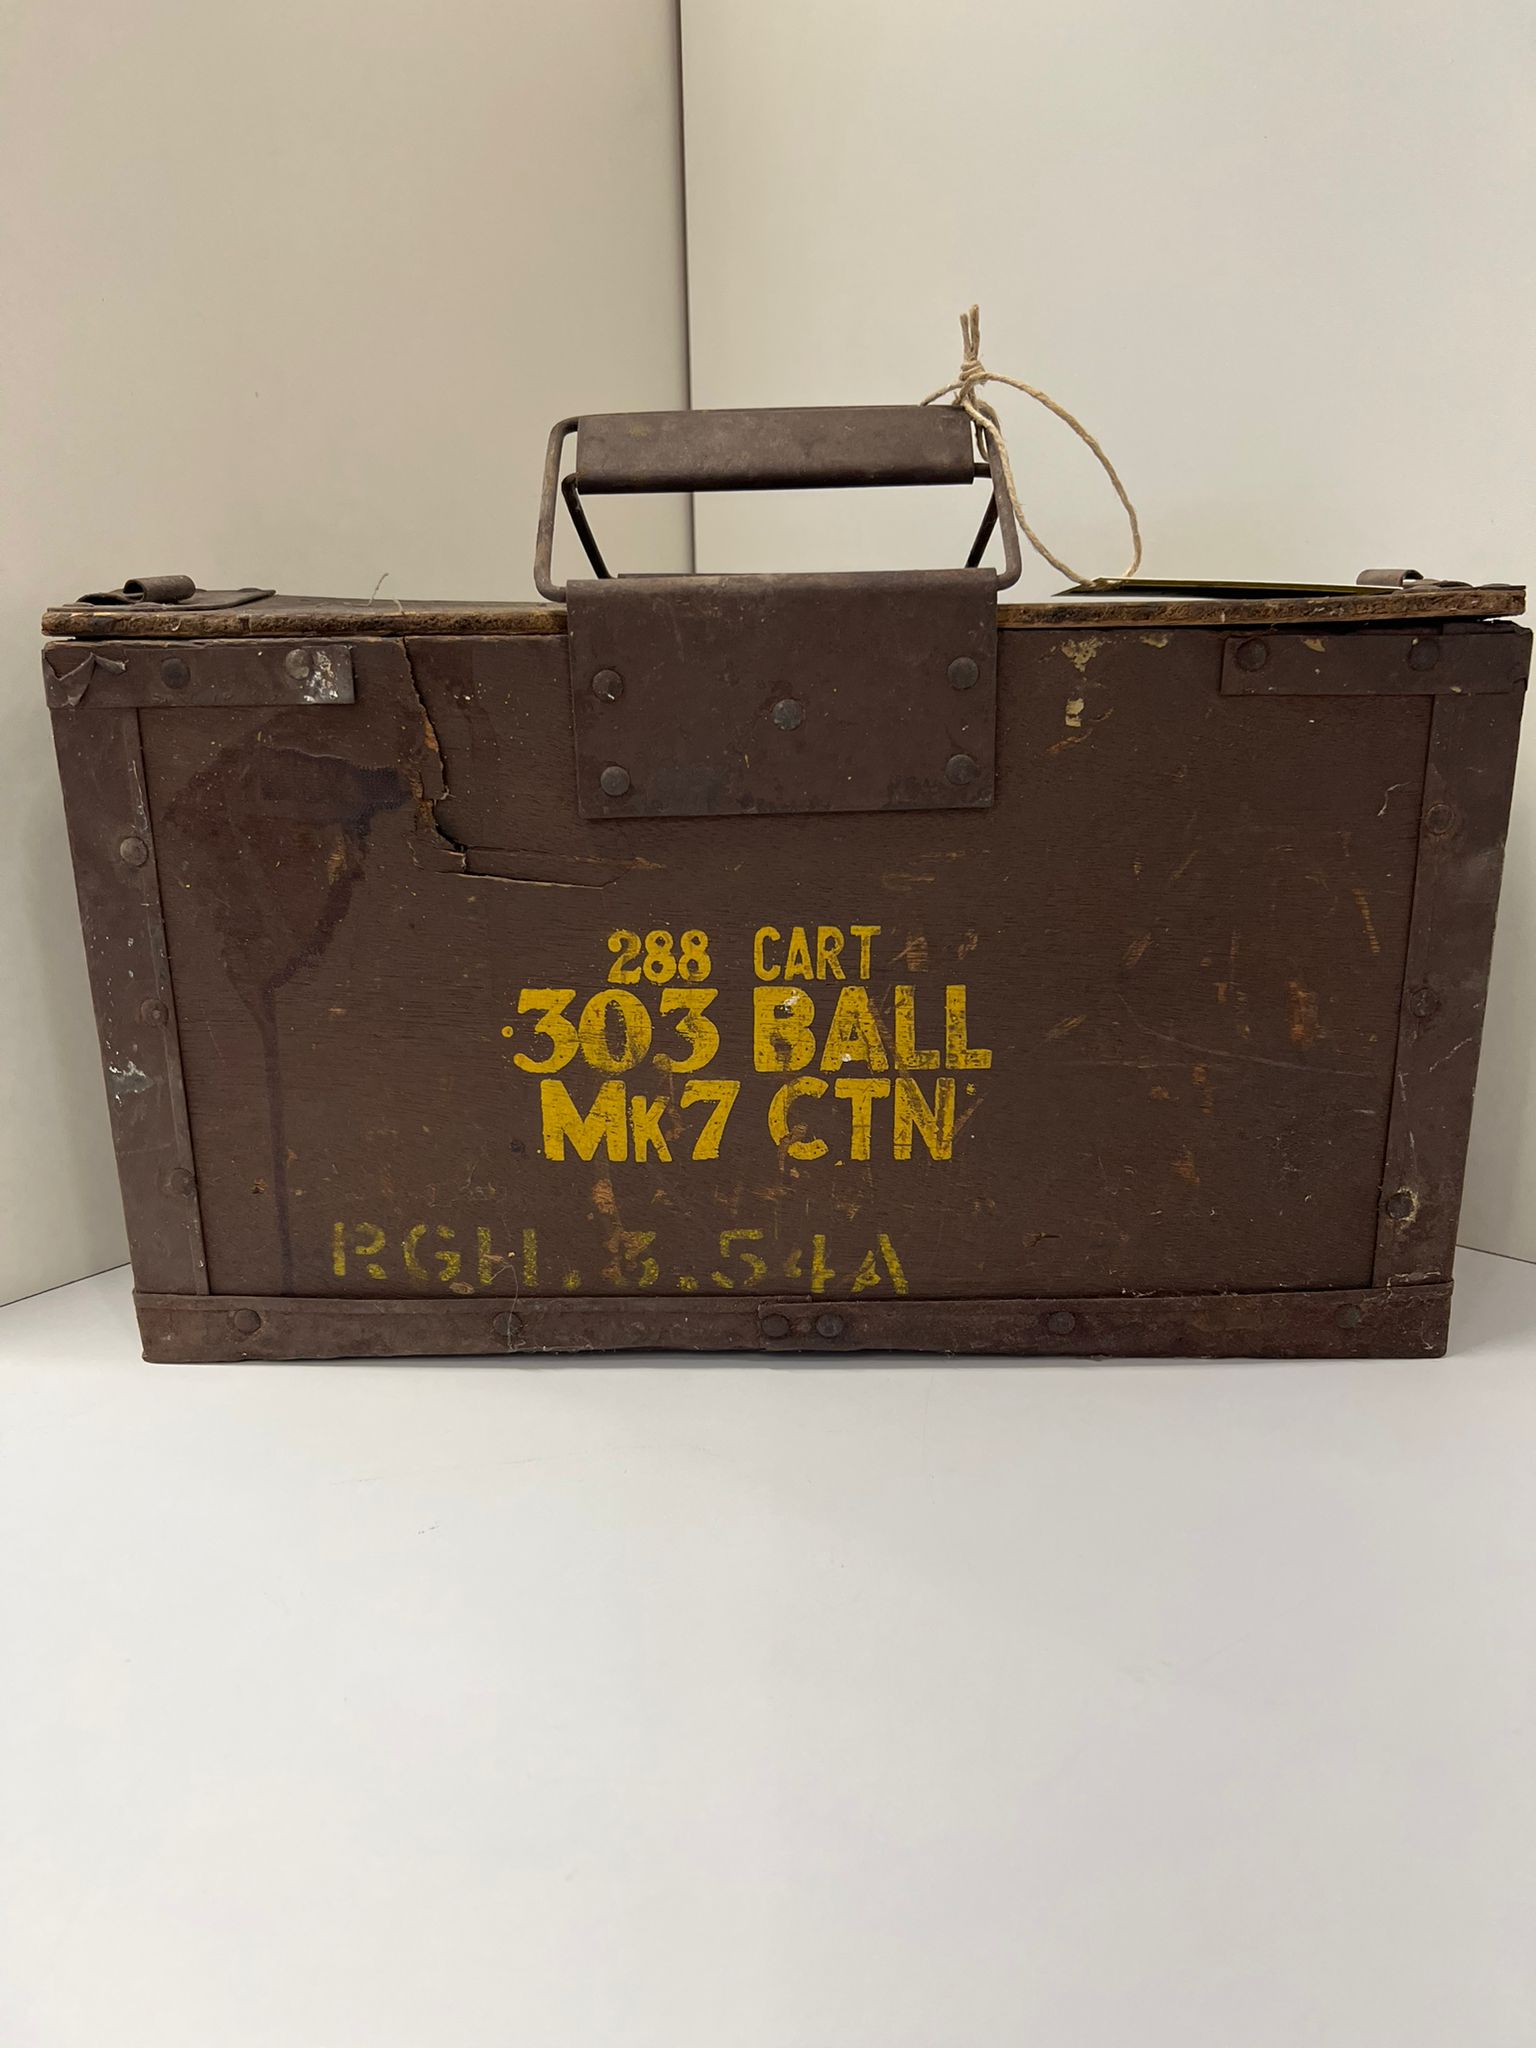 288 CART
.303 BALL
MK7 CTN
RGH.3.54A